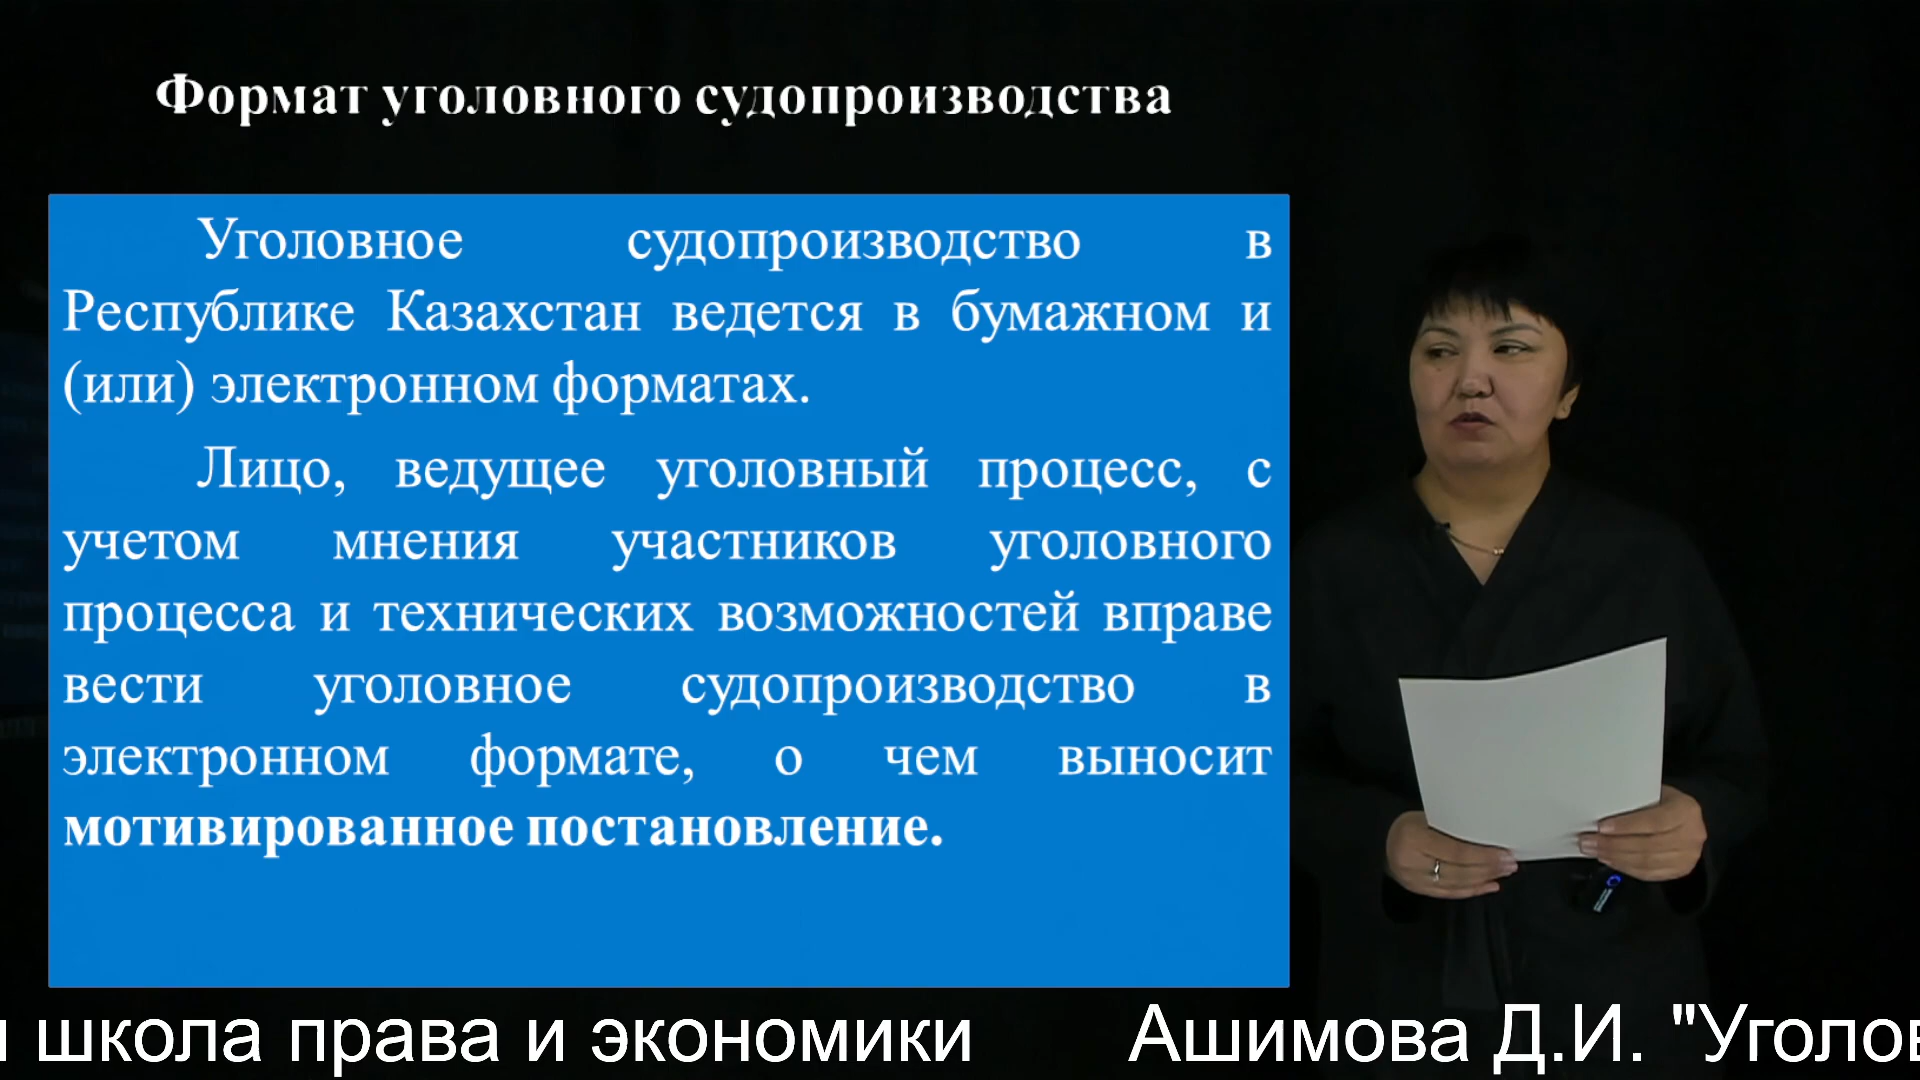 Формат уголовного судопроизводства
Уголовное судопроизводство в
Республике Казахстан ведется в бумажном и
(или) электронном форматах.
Лицо, ведущее уголовный процесс, с
учетом мнения участников уголовного
процесса и технических возможностей вправе
вести уголовное судопроизводство в
электронном формате, о чем выносит
мотивированное постановление.
школа права и экономики Ашимова Д.И. "Уголов